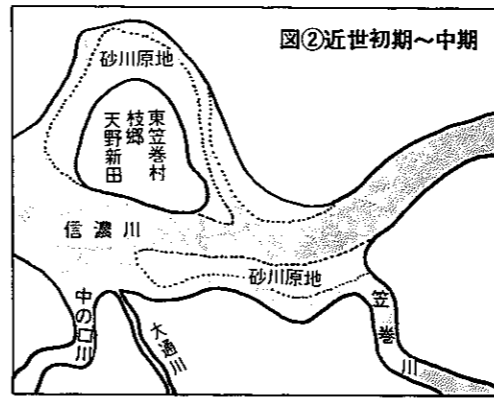 図②近世初期～中期
砂川原地
東笠巻村
枝郷
天野新田
信濃川
砂川原地
中の口川
大通川
笠巻川